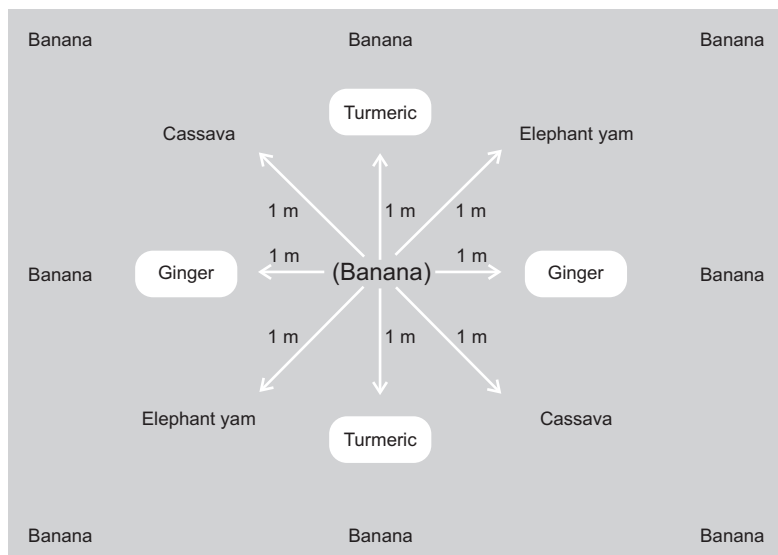 Banana Banana Banana
Turmeric
Cassava Elephant yam
1 m 1 m 1 m
1 m 1 m
Banana Ginger (Banana) Ginger Banana
1 m 1 m 1 m
Elephant yam Cassava
Turmeric
Banana Banana Banana